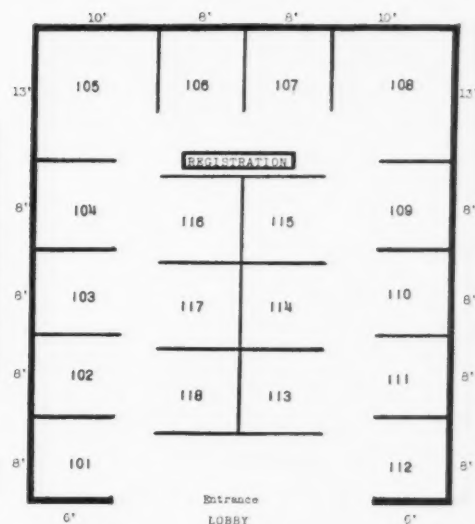 10' 8' 8' 10'
13' 105 106 107 108 13'
REGISTRATION
8' 104 116 115 109 8'
8' 103 117 114 110 8'
8' 102 118 113 111 8'
8' 101 112 8'
Entrance
6' LOBBY 6'